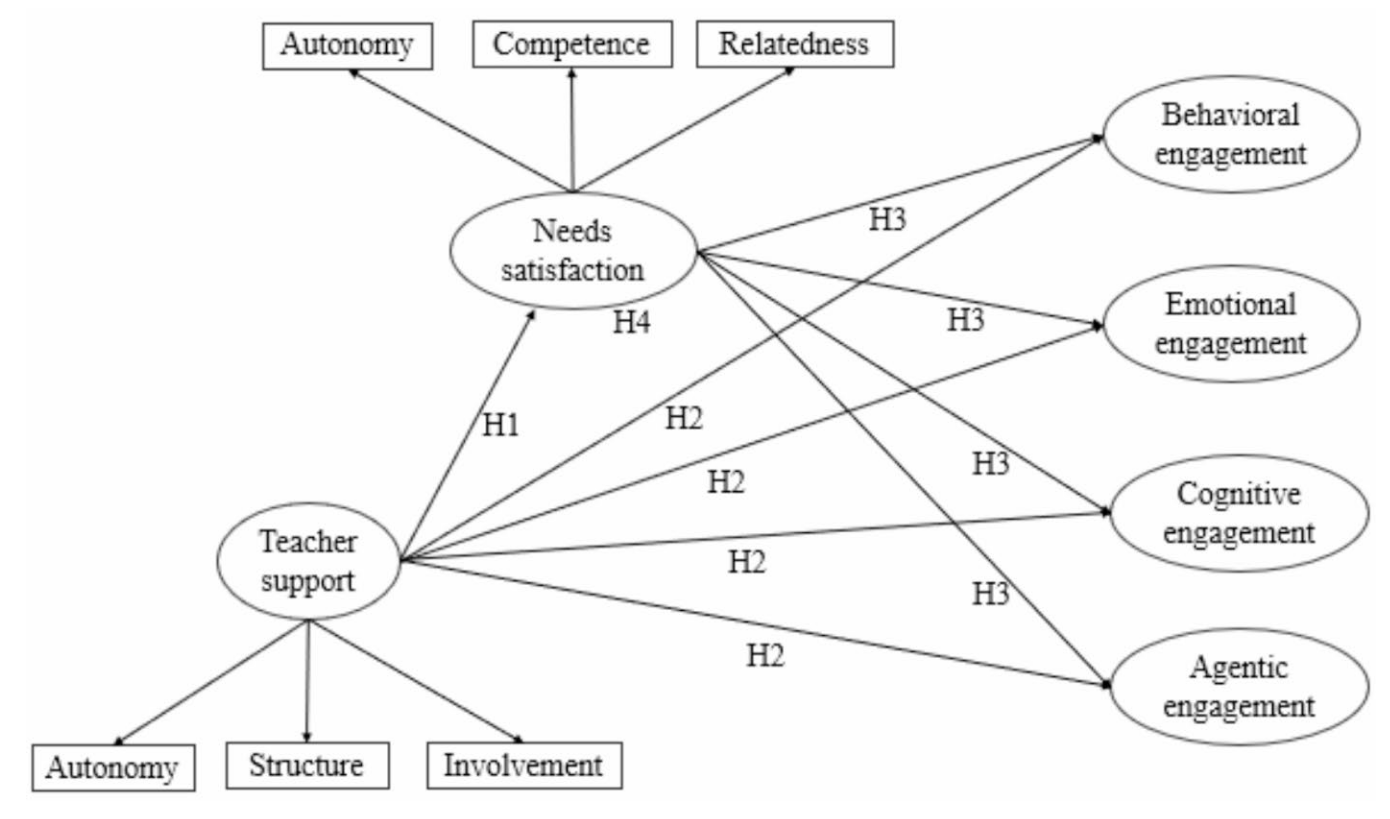 Autonomy
Competence
Relatedness
Behavioral
engagement
Needs
satisfaction
H3
Emotional
engagement
H3
H4
H1
H2
H3
H2
Cognitive
engagement
Teacher
support
H2
H3
H2
Agentic
engagement
Autonomy
Structure
Involvement